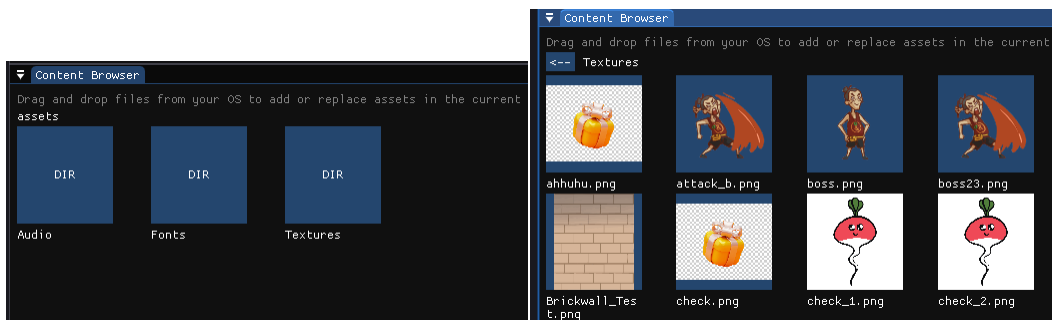 Content Browser
Drag and drop files from your OS to add or replace assets in the current
assets
DIR DIR DIR
Audio Fonts Textures
Content Browser
Drag and drop files from your OS to add or replace assets in the current
<-- Textures
ahhuhu.png attack_b.png boss.png boss23.png
Brickwall_Tes check.png check_1.png check_2.png
t.png